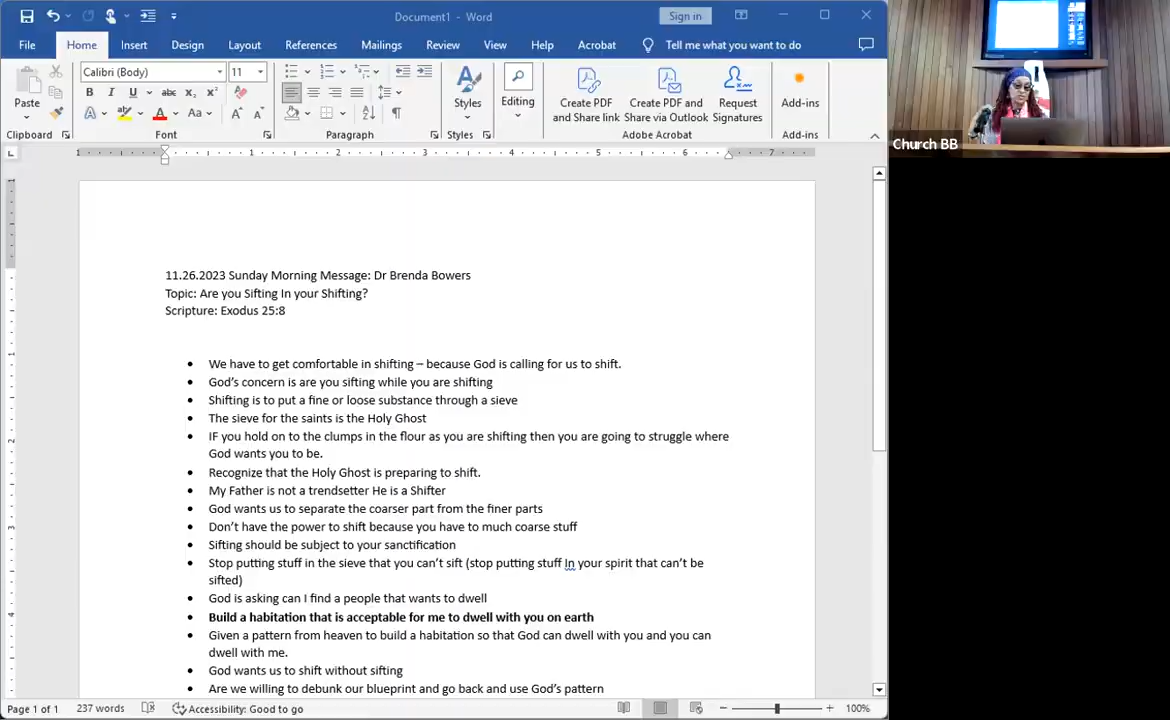 Document1 - Word
Sign in
File Home Insert Design Layout References Mailings Review View Help Acrobat Tell me what you want to do
Calibri (Body) 11
Paste
Styles
Editing
Create PDF and Share link
Create PDF and Share via Outlook
Request Signatures
Add-ins
Clipboard Font Paragraph Styles Adobe Acrobat Add-ins
Church BB
11.26.2023 Sunday Morning Message: Dr Brenda Bowers
Topic: Are you Sifting In your Shifting?
Scripture: Exodus 25:8
We have to get comfortable in shifting – because God is calling for us to shift.
God's concern is are you sifting while you are shifting
Shifting is to put a fine or loose substance through a sieve
The sieve for the saints is the Holy Ghost
IF you hold on to the clumps in the flour as you are shifting then you are going to struggle where
God wants you to be.
Recognize that the Holy Ghost is preparing to shift.
My Father is not a trendsetter He is a Shifter
God wants us to separate the coarser part from the finer parts
Don't have the power to shift because you have to much coarse stuff
Sifting should be subject to your sanctification
Stop putting stuff in the sieve that you can't sift (stop putting stuff In your spirit that can't be
sifted)
God is asking can I find a people that wants to dwell
Build a habitation that is acceptable for me to dwell with you on earth
Given a pattern from heaven to build a habitation so that God can dwell with you and you can
dwell with me.
God wants us to shift without sifting
Are we willing to debunk our blueprint and go back and use God's pattern
Page 1 of 1 237 words Accessibility: Good to go 100%